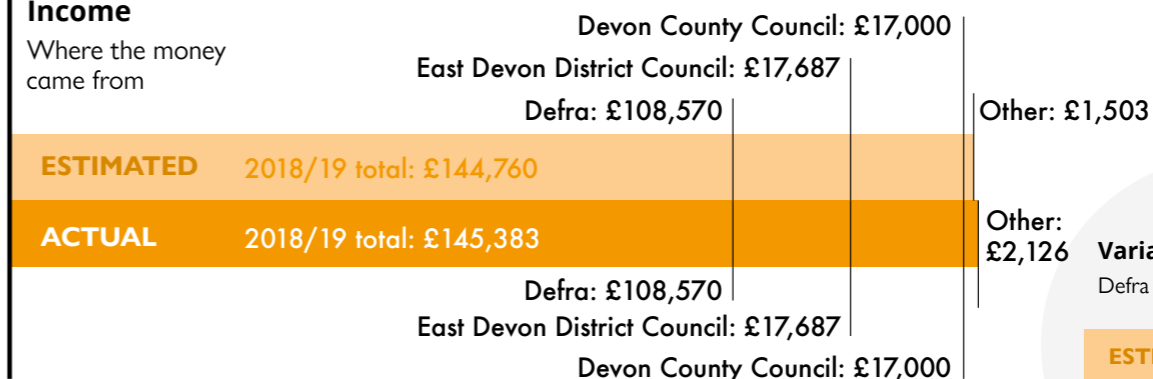 Income
Where the money
came from
Devon County Council: £17,000
East Devon District Council: £17,687
Defra: £108,570
Other: £1,503
ESTIMATED 2018/19 total: £144,760
ACTUAL 2018/19 total: £145,383
Other:
£2,126
Defra: £108,570
East Devon District Council: £17,687
Devon County Council: £17,000
Defra